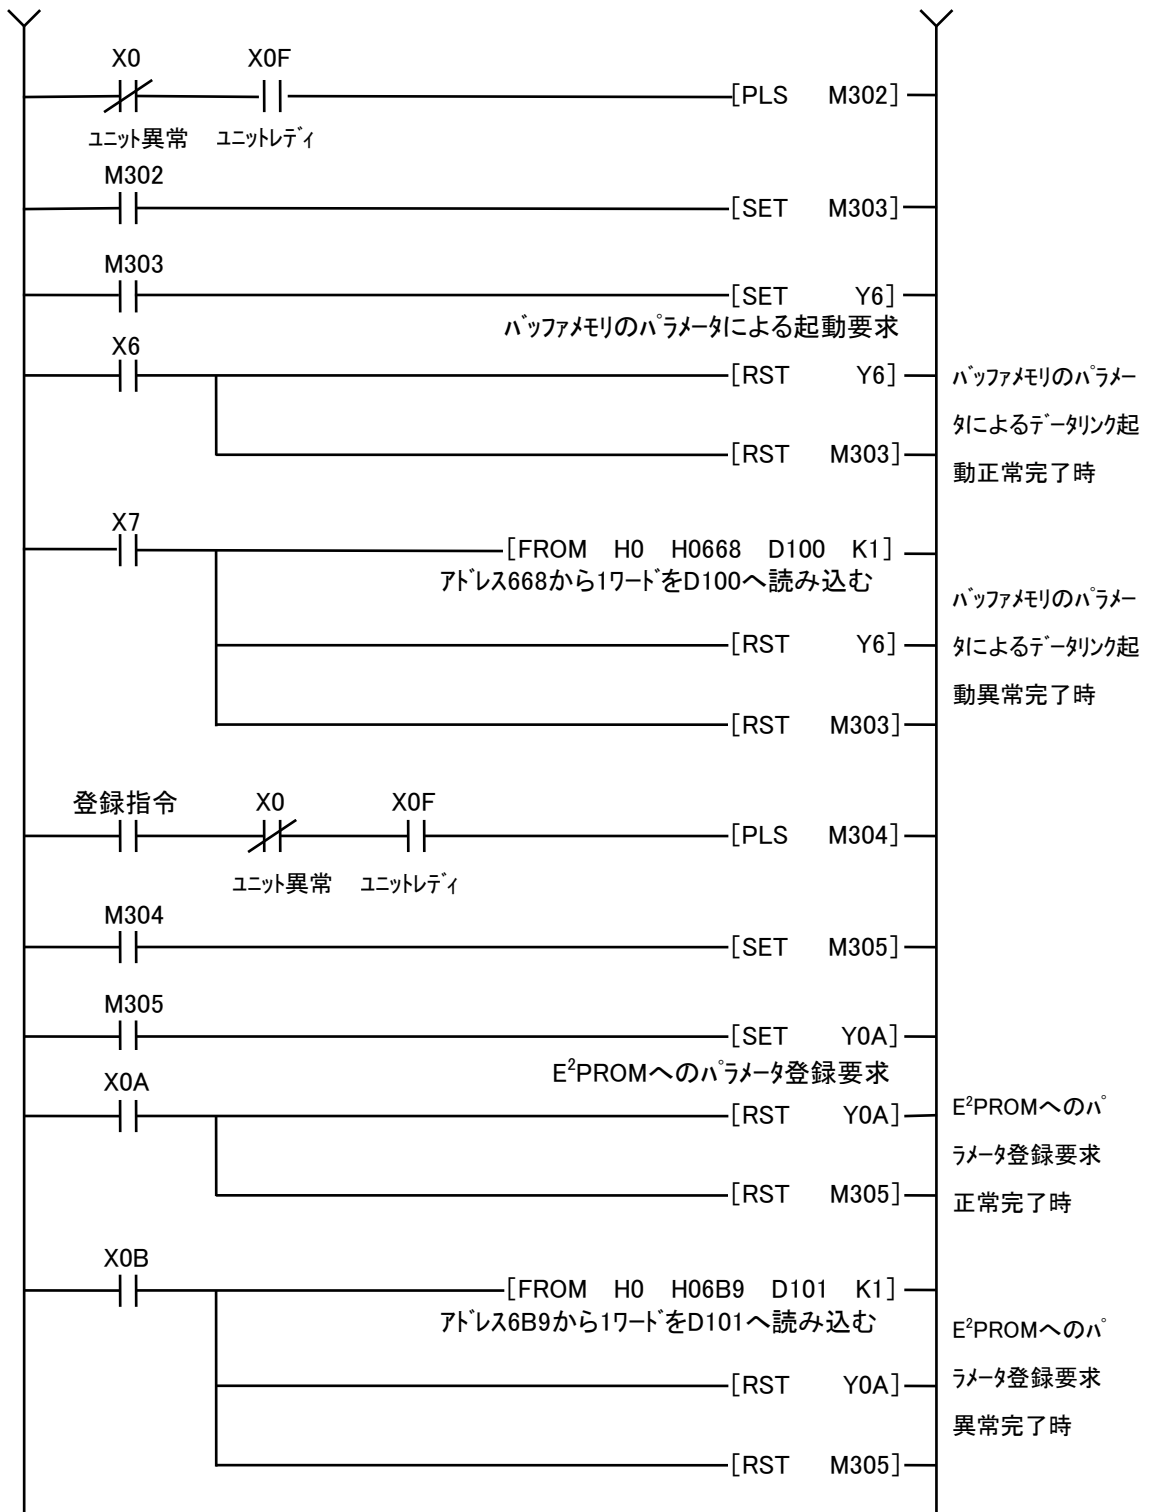 X0 X0F
[PLS M302]
ﾕﾆｯﾄ異常 ﾕﾆｯﾄﾚﾃﾞｨ
M302
[SET M303]
M303
[SET Y6]
ﾊﾞｯﾌｧﾒﾓﾘのﾊﾟﾗﾒｰﾀによる起動要求
X6
[RST Y6]
[RST M303]
ﾊﾞｯﾌｧﾒﾓﾘのﾊﾟﾗﾒｰ
ﾀによるﾃﾞｰﾀﾘﾝｸ起
動正常完了時
X7
[FROM H0 H0668 D100 K1]
ｱﾄﾞﾚｽ668から1ﾜｰﾄﾞをD100へ読み込む
[RST Y6]
[RST M303]
ﾊﾞｯﾌｧﾒﾓﾘのﾊﾟﾗﾒｰ
ﾀによるﾃﾞｰﾀﾘﾝｸ起
動異常完了時
登録指令 X0 X0F
[PLS M304]
ﾕﾆｯﾄ異常 ﾕﾆｯﾄﾚﾃﾞｨ
M304
[SET M305]
M305
[SET Y0A]
E²PROMへのﾊﾟﾗﾒｰﾀ登録要求
X0A
[RST Y0A]
[RST M305]
E²PROMへのﾊﾟ
ﾗﾒｰﾀ登録要求
正常完了時
X0B
[FROM H0 H06B9 D101 K1]
ｱﾄﾞﾚｽ6B9から1ﾜｰﾄﾞをD101へ読み込む
[RST Y0A]
[RST M305]
E²PROMへのﾊﾟ
ﾗﾒｰﾀ登録要求
異常完了時